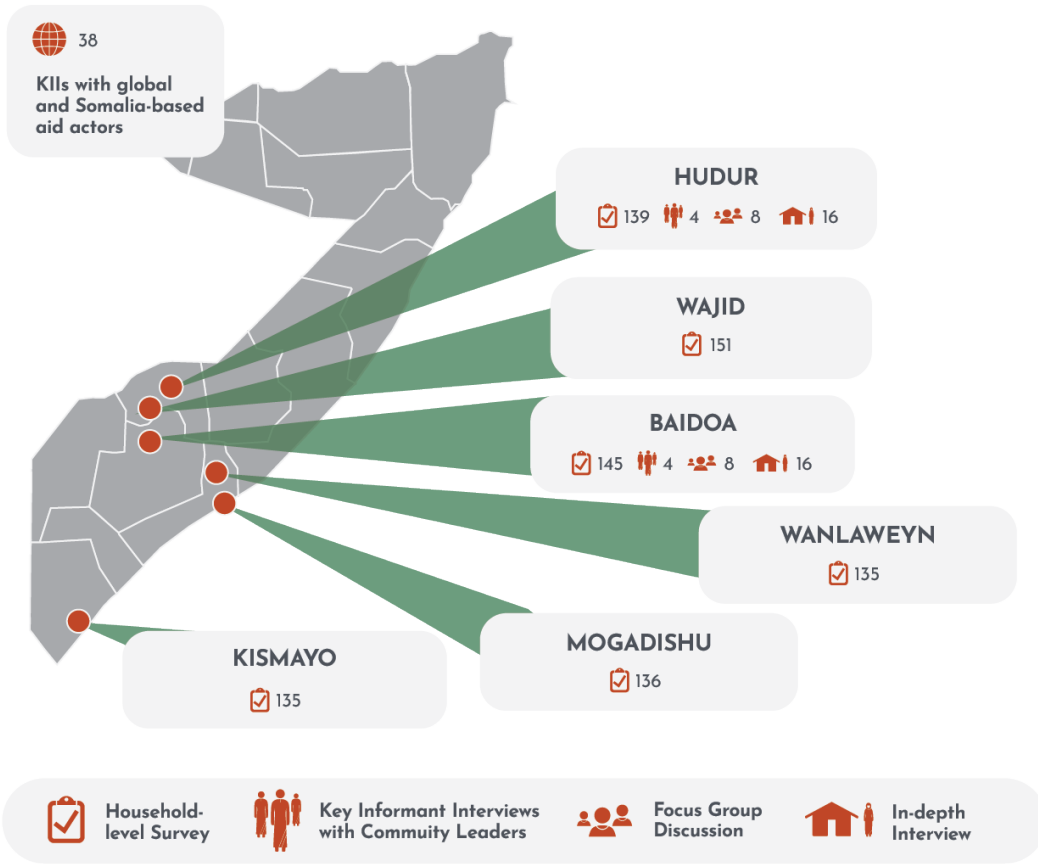 38
KIIs with global
and Somalia-based
aid actors
HUDUR
139 4 8 16
WAJID
151
BAIDOA
145 4 8 16
WANLAWEYN
135
MOGADISHU
136
KISMAYO
135
Household-
level Survey
Key Informant Interviews
with Commuity Leaders
Focus Group
Discussion
In-depth
Interview